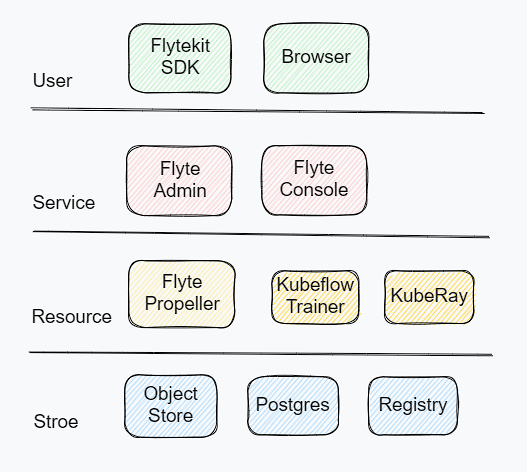 Flytekit
SDK
Browser
User
Flyte
Admin
Flyte
Console
Service
Flyte
Propeller
Kubeflow
Trainer
KubeRay
Resource
Object
Store
Postgres
Registry
Stroe